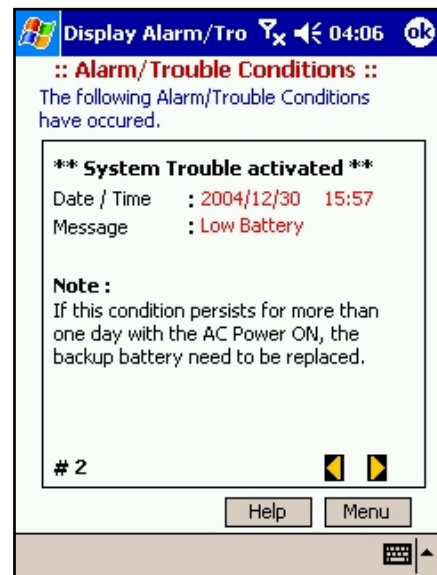 Display Alarm/Tro 04:06 ok
:: Alarm/Trouble Conditions ::
The following Alarm/Trouble Conditions
have occured.
** System Trouble activated **
Date / Time : 2004/12/30 15:57
Message : Low Battery
Note :
If this condition persists for more than
one day with the AC Power ON, the
backup battery need to be replaced.
# 2
Help Menu